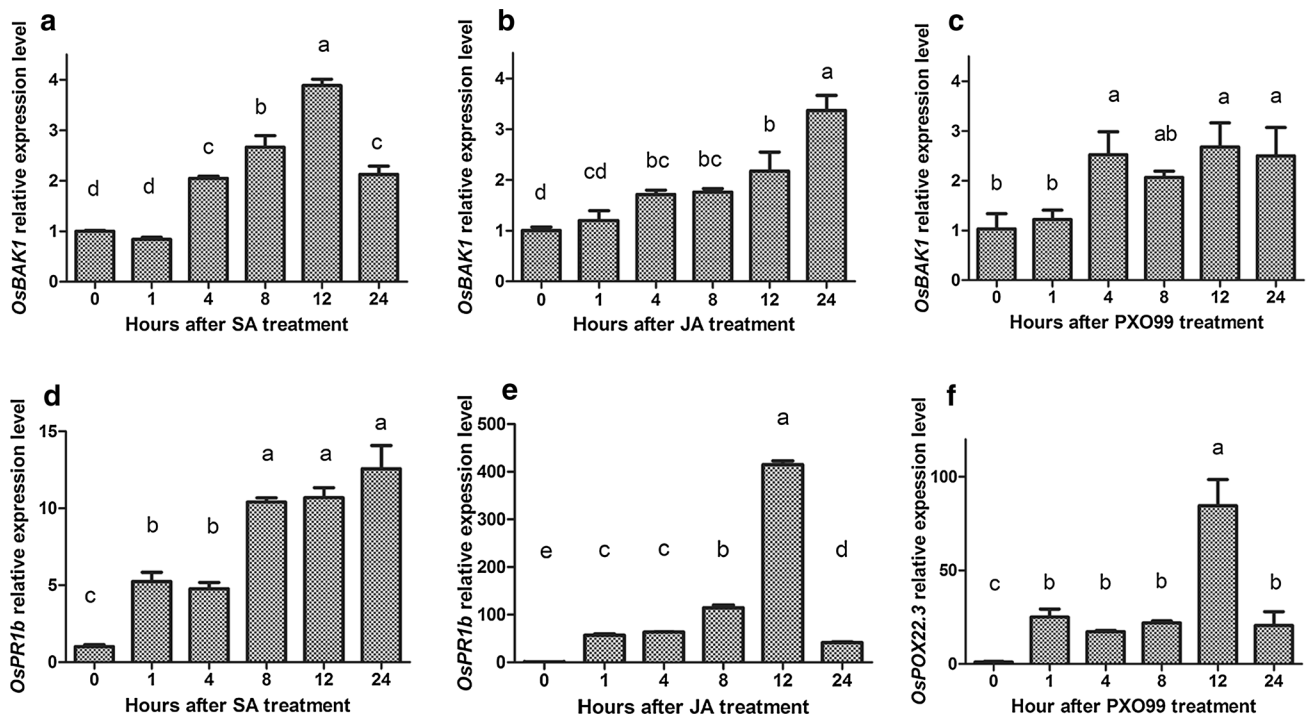 a
OsBAK1 relative expression level
4
3
2
1
0
d d c b a c
0 1 4 8 12 24
Hours after SA treatment
b
OsBAK1 relative expression level
4
3
2
1
0
d cd bc bc b a
0 1 4 8 12 24
Hours after JA treatment
c
OsBAK1 relative expression level
4
3
2
1
0
b b a ab a a
0 1 4 8 12 24
Hours after PXO99 treatment
d
OsPR1b relative expression level
15
10
5
0
c b b a a a
0 1 4 8 12 24
Hours after SA treatment
e
OsPR1b relative expression level
500
400
300
200
100
0
e c c b a d
0 1 4 8 12 24
Hours after JA treatment
f
OsPOX22.3 relative expession level
100
50
0
c b b b a b
0 1 4 8 12 24
Hour after PXO99 treatment